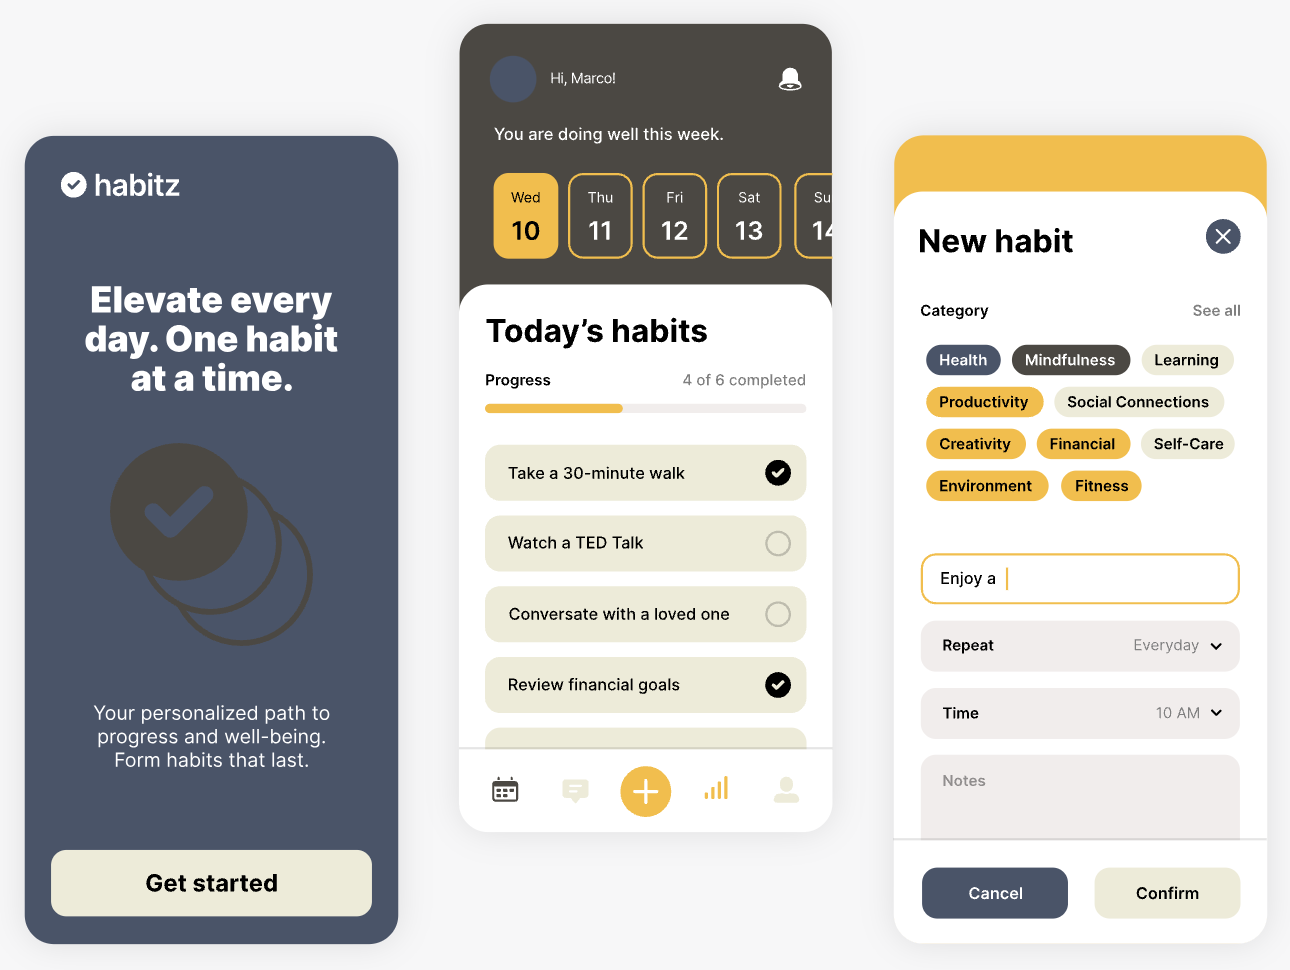 habitz
Elevate every
day. One habit
at a time.
Your personalized path to
progress and well-being.
Form habits that last.
Get started
Hi, Marco!
You are doing well this week.
Wed Thu Fri Sat Su
10 11 12 13 14
Today’s habits
Progress 4 of 6 completed
Take a 30-minute walk
Watch a TED Talk
Conversate with a loved one
Review financial goals
New habit
Category See all
Health Mindfulness Learning
Productivity Social Connections
Creativity Financial Self-Care
Environment Fitness
Enjoy a
Repeat Everyday
Time 10 AM
Notes
Cancel Confirm